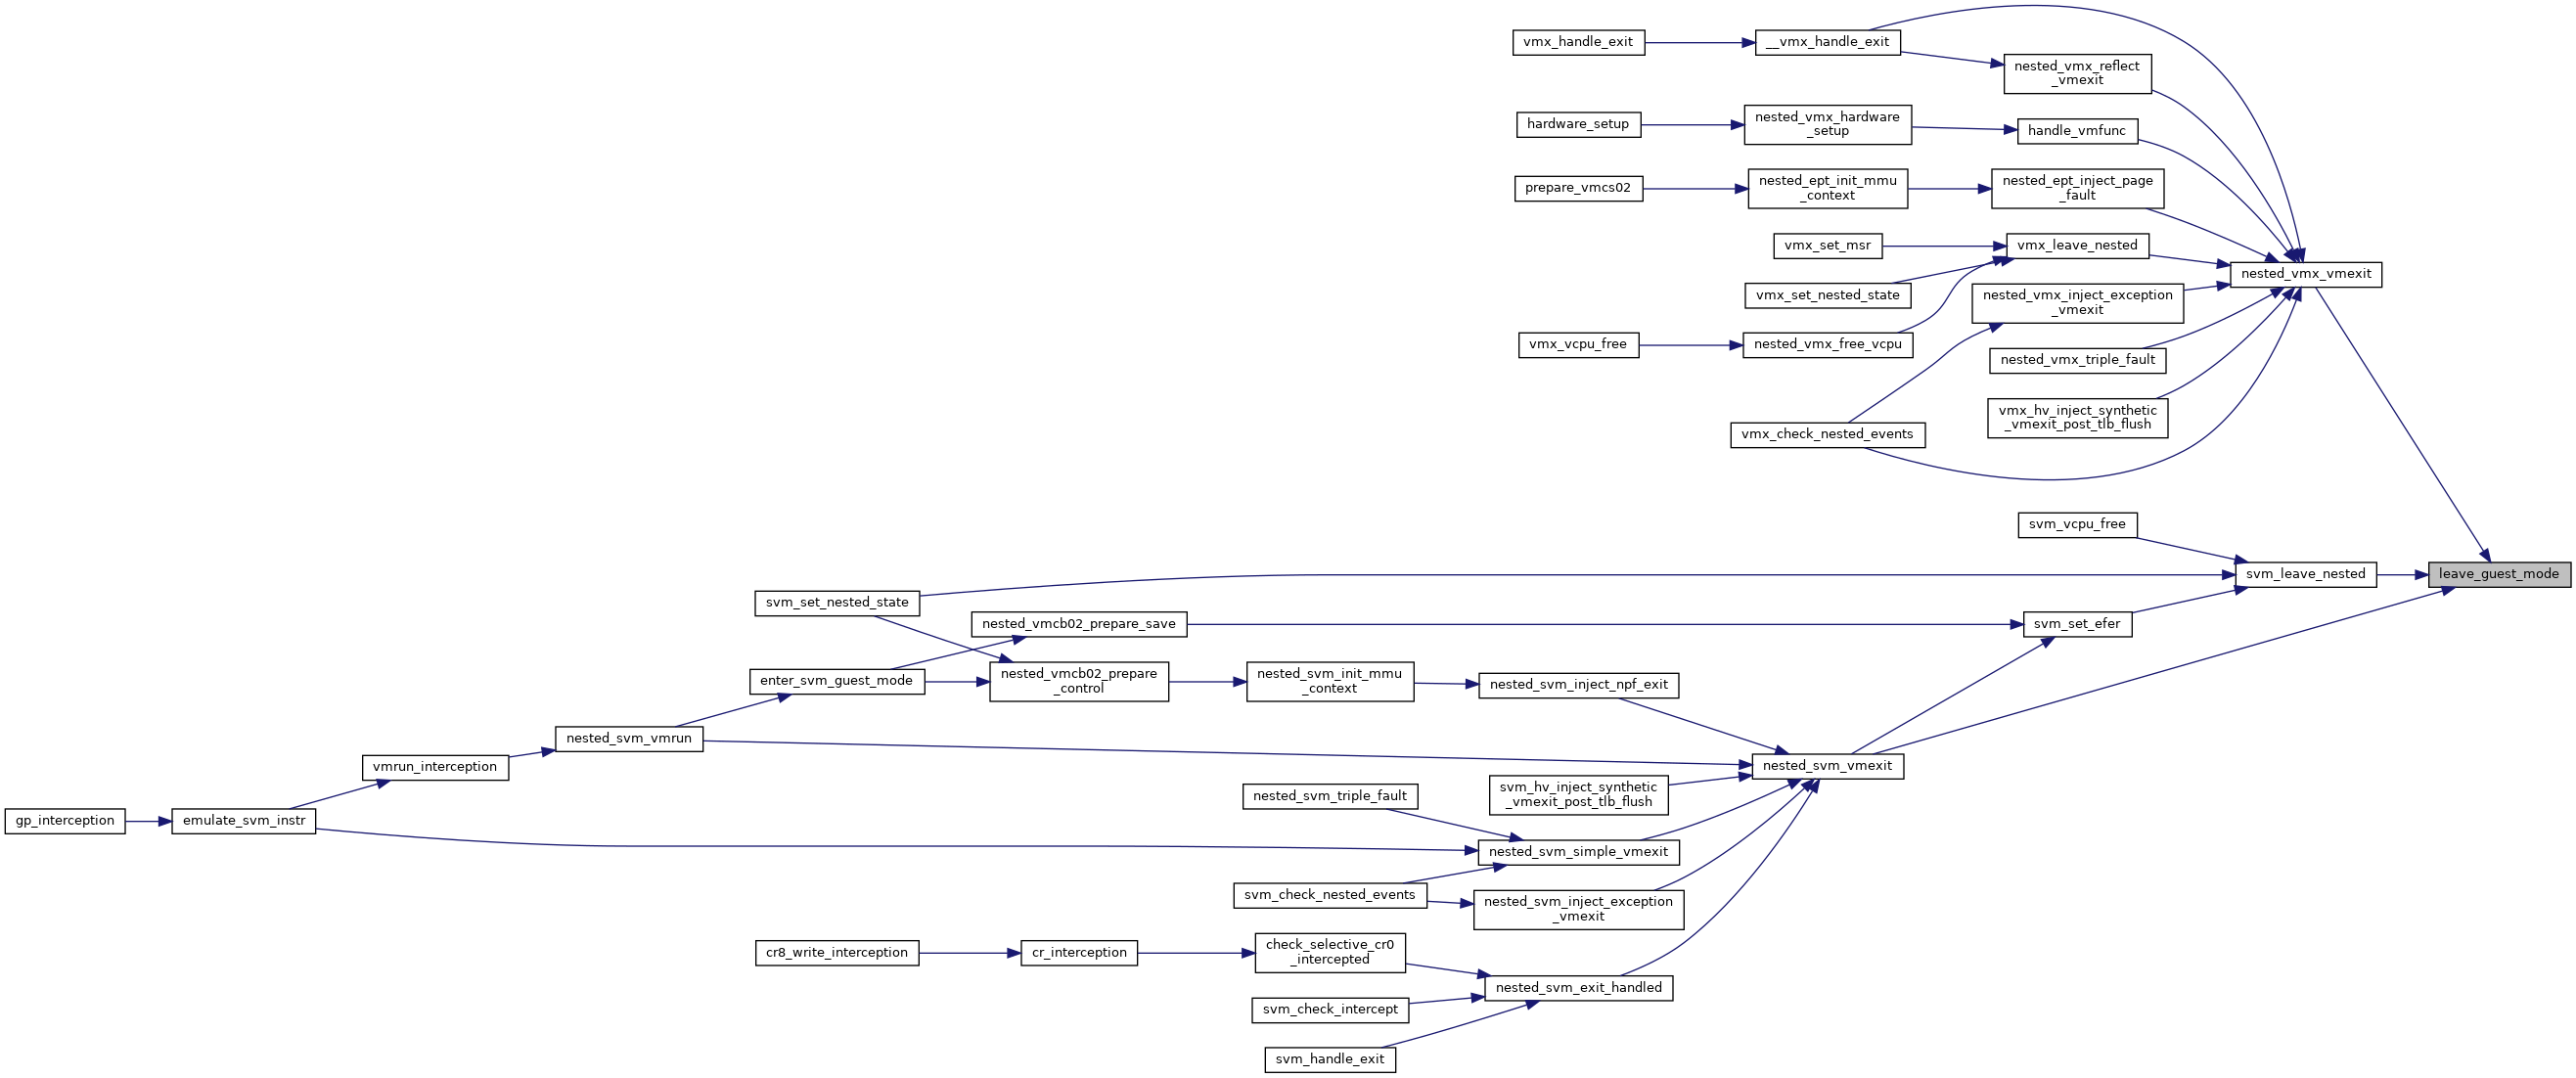 vmx_handle_exit
__vmx_handle_exit
nested_vmx_reflect
_vmexit
hardware_setup
nested_vmx_hardware
_setup
handle_vmfunc
prepare_vmcs02
nested_ept_init_mmu
_context
nested_ept_inject_page
_fault
vmx_set_msr
vmx_leave_nested
nested_vmx_vmexit
vmx_set_nested_state
nested_vmx_inject_exception
_vmexit
vmx_vcpu_free
nested_vmx_free_vcpu
nested_vmx_triple_fault
vmx_hv_inject_synthetic
_vmexit_post_tlb_flush
vmx_check_nested_events
svm_vcpu_free
svm_leave_nested
leave_guest_mode
svm_set_nested_state
nested_vmcb02_prepare_save
svm_set_efer
enter_svm_guest_mode
nested_vmcb02_prepare
_control
nested_svm_init_mmu
_context
nested_svm_inject_npf_exit
nested_svm_vmrun
vmrun_interception
nested_svm_vmexit
svm_hv_inject_synthetic
_vmexit_post_tlb_flush
nested_svm_triple_fault
gp_interception
emulate_svm_instr
nested_svm_simple_vmexit
svm_check_nested_events
nested_svm_inject_exception
_vmexit
cr8_write_interception
cr_interception
check_selective_cr0
_intercepted
nested_svm_exit_handled
svm_check_intercept
svm_handle_exit